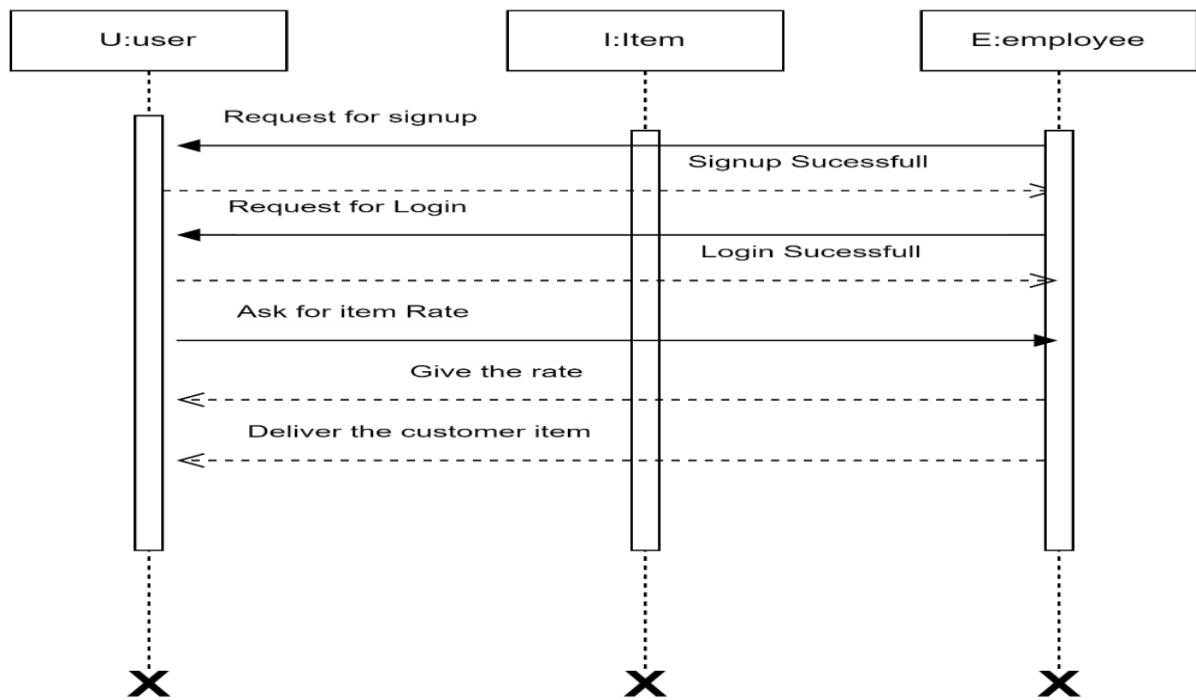 U:user
I:Item
E:employee
Request for signup
Signup Sucessfull
Request for Login
Login Sucessfull
Ask for item Rate
Give the rate
Deliver the customer item